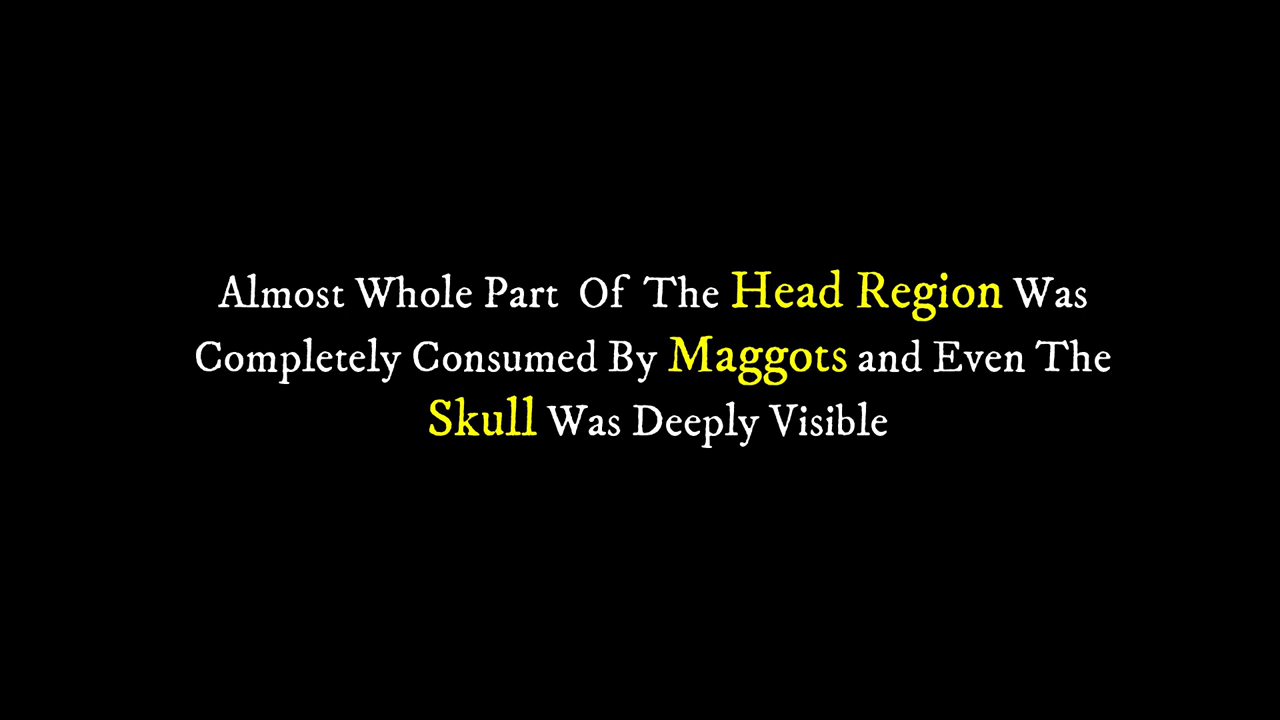 Almost Whole Part Of The Head Region Was
Completely Consumed By Maggots and Even The
Skull Was Deeply Visible